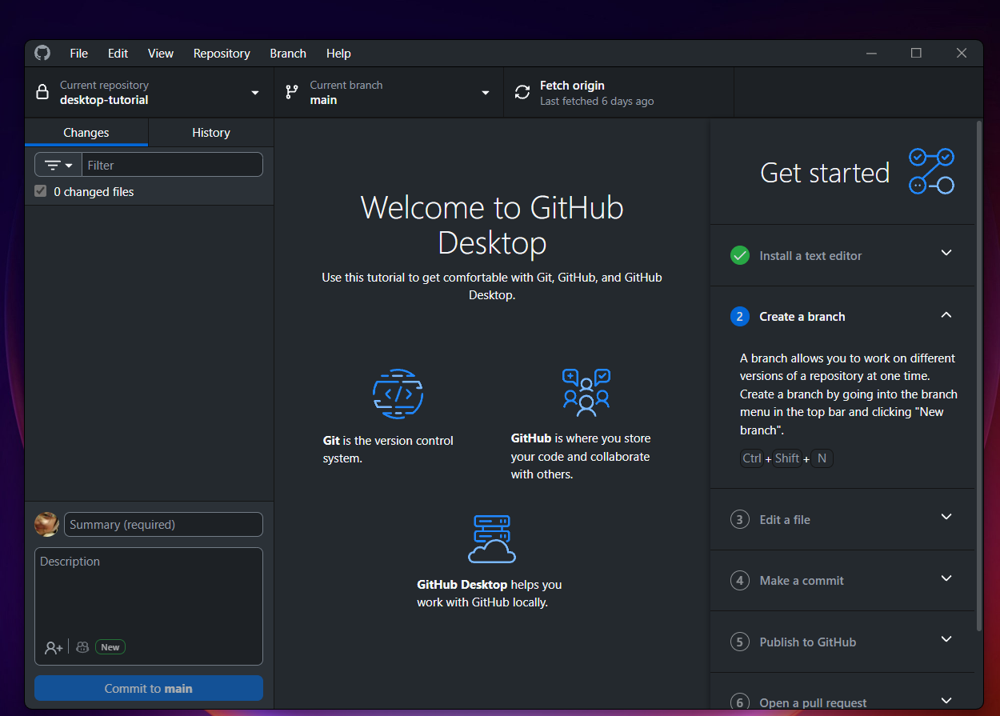 File Edit View Repository Branch Help
Current repository
desktop-tutorial
Current branch
main
Fetch origin
Last fetched 6 days ago
Changes
History
Filter
0 changed files
Summary (required)
Description
New
Commit to main
Welcome to GitHub
Desktop
Use this tutorial to get comfortable with Git, GitHub, and GitHub
Desktop.
Git is the version control
system.
GitHub is where you store
your code and collaborate
with others.
GitHub Desktop helps you
work with GitHub locally.
Get started
Install a text editor
2 Create a branch
A branch allows you to work on different
versions of a repository at one time.
Create a branch by going into the branch
menu in the top bar and clicking "New
branch".
Ctrl + Shift + N
3 Edit a file
4 Make a commit
5 Publish to GitHub
6 Open a pull request